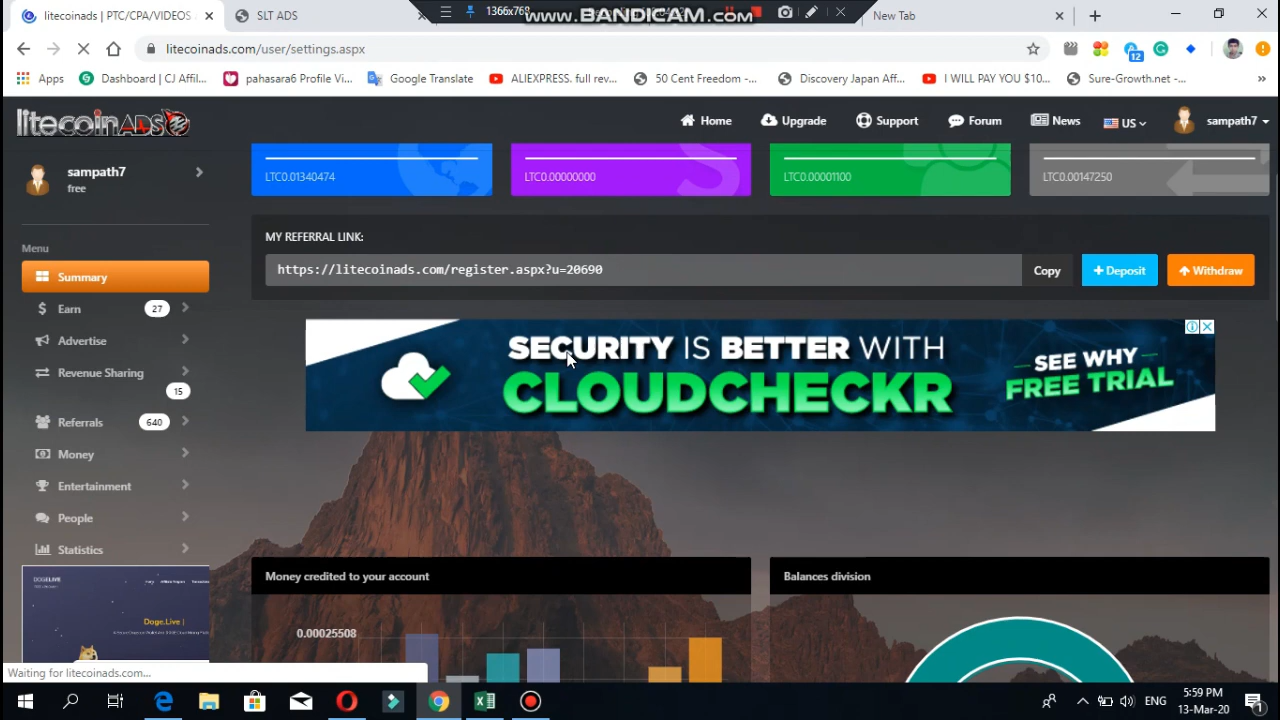 litecoinads | PTC/CPA/VIDEOS
SLT ADS
1366x768
www.BANDICAM.com
New Tab
litecoinads.com/user/settings.aspx
12
Apps
Dashboard | CJ Affil...
pahasara6 Profile Vi...
Google Translate
ALIEXPRESS. full rev...
50 Cent Freedom -...
Discovery Japan Aff...
I WILL PAY YOU $10...
Sure-Growth.net -...
»
litecoinADS
Home
Upgrade
Support
Forum
News
US
sampath7
sampath7
free
LTC0.01340474
LTC0.00000000
LTC0.00001100
LTC0.00147250
MY REFERRAL LINK:
https://litecoinads.com/register.aspx?u=20690
Copy
+ Deposit
Withdraw
Menu
Summary
Earn 27
Advertise
Revenue Sharing
15
Referrals 640
Money
Entertainment
People
Statistics
SECURITY IS BETTER WITH
CLOUDCHECKR
SEE WHY
FREE TRIAL
Money credited to your account
Balances division
0.00025508
DOGELIVE
Doge.Live |
Waiting for litecoinads.com...
ENG
5:59 PM
13-Mar-20
1